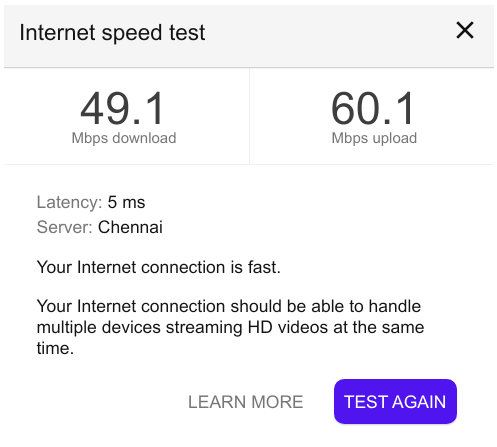 Internet speed test
49.1
Mbps download
60.1
Mbps upload
Latency: 5 ms
Server: Chennai
Your Internet connection is fast.
Your Internet connection should be able to handle
multiple devices streaming HD videos at the same
time.
LEARN MORE
TEST AGAIN